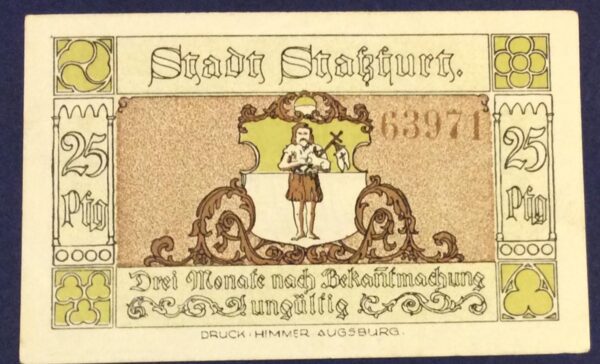 Stadt Staßfurt.
63971
25
Pfg
25
Pfg
Drei Monate nach Bekanntmachung
ungültig
DRUCK · HIMMER · AUGSBURG.